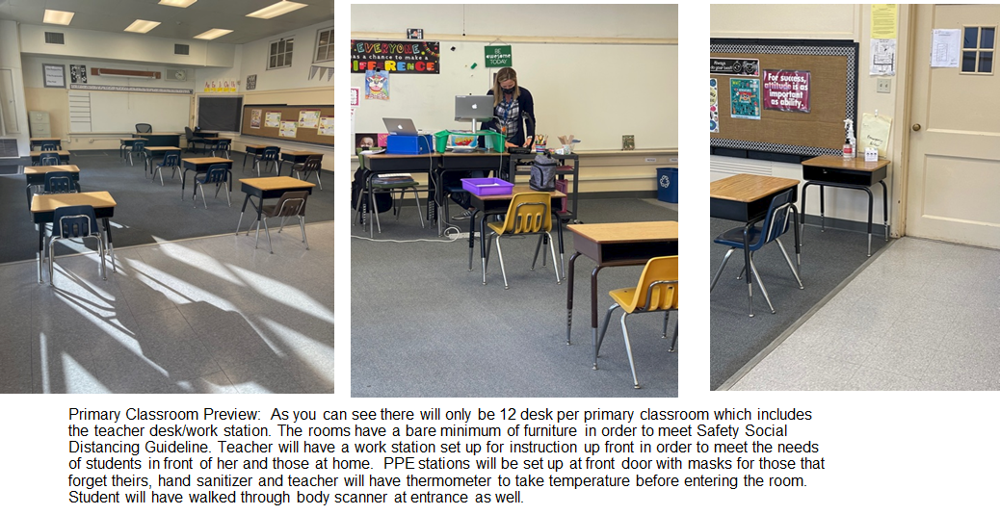 EVERYONE
as a chance to make a
DIFFERENCE
BE
awesome
TODAY
For success,
attitude is as
important
as ability.
Primary Classroom Preview:  As you can see there will only be 12 desk per primary classroom which includes
the teacher desk/work station. The rooms have a bare minimum of furniture in order to meet Safety Social
Distancing Guideline. Teacher will have a work station set up for instruction up front in order to meet the needs
of students in front of her and those at home.  PPE stations will be set up at front door with masks for those that
forget theirs, hand sanitizer and teacher will have thermometer to take temperature before entering the room.
Student will have walked through body scanner at entrance as well.